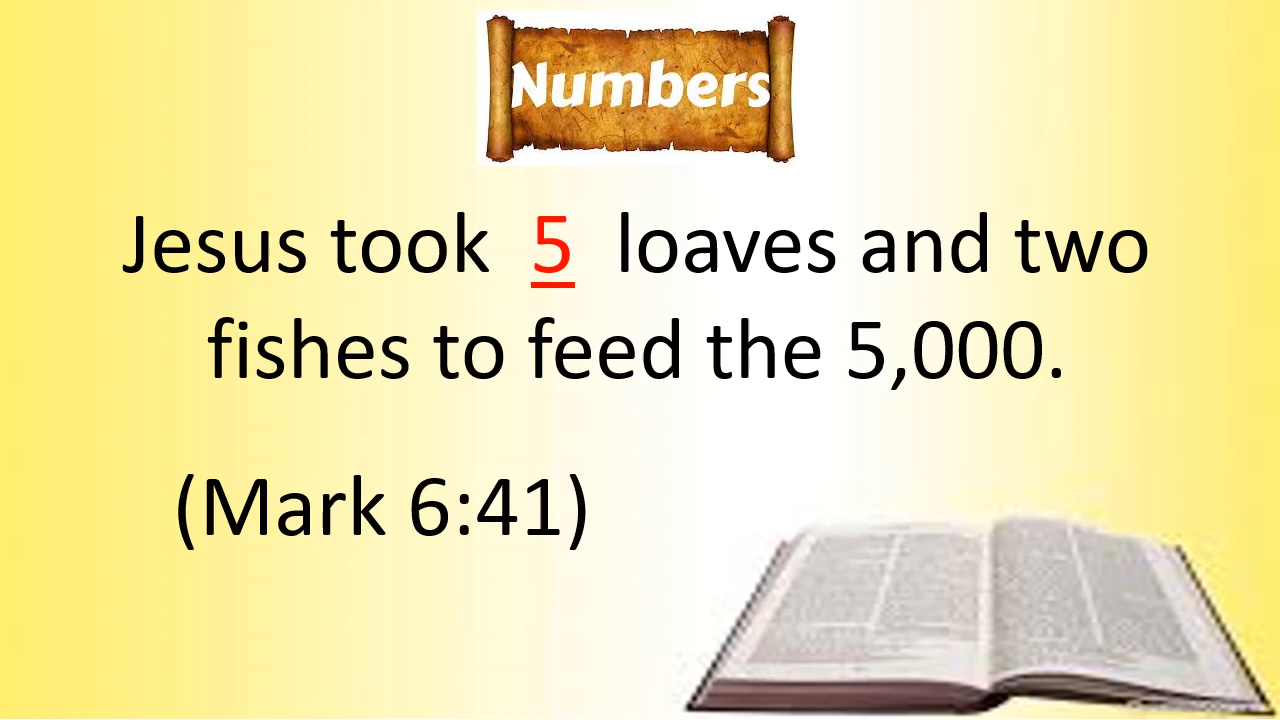 Numbers
Jesus took 5 loaves and two
fishes to feed the 5,000.
(Mark 6:41)